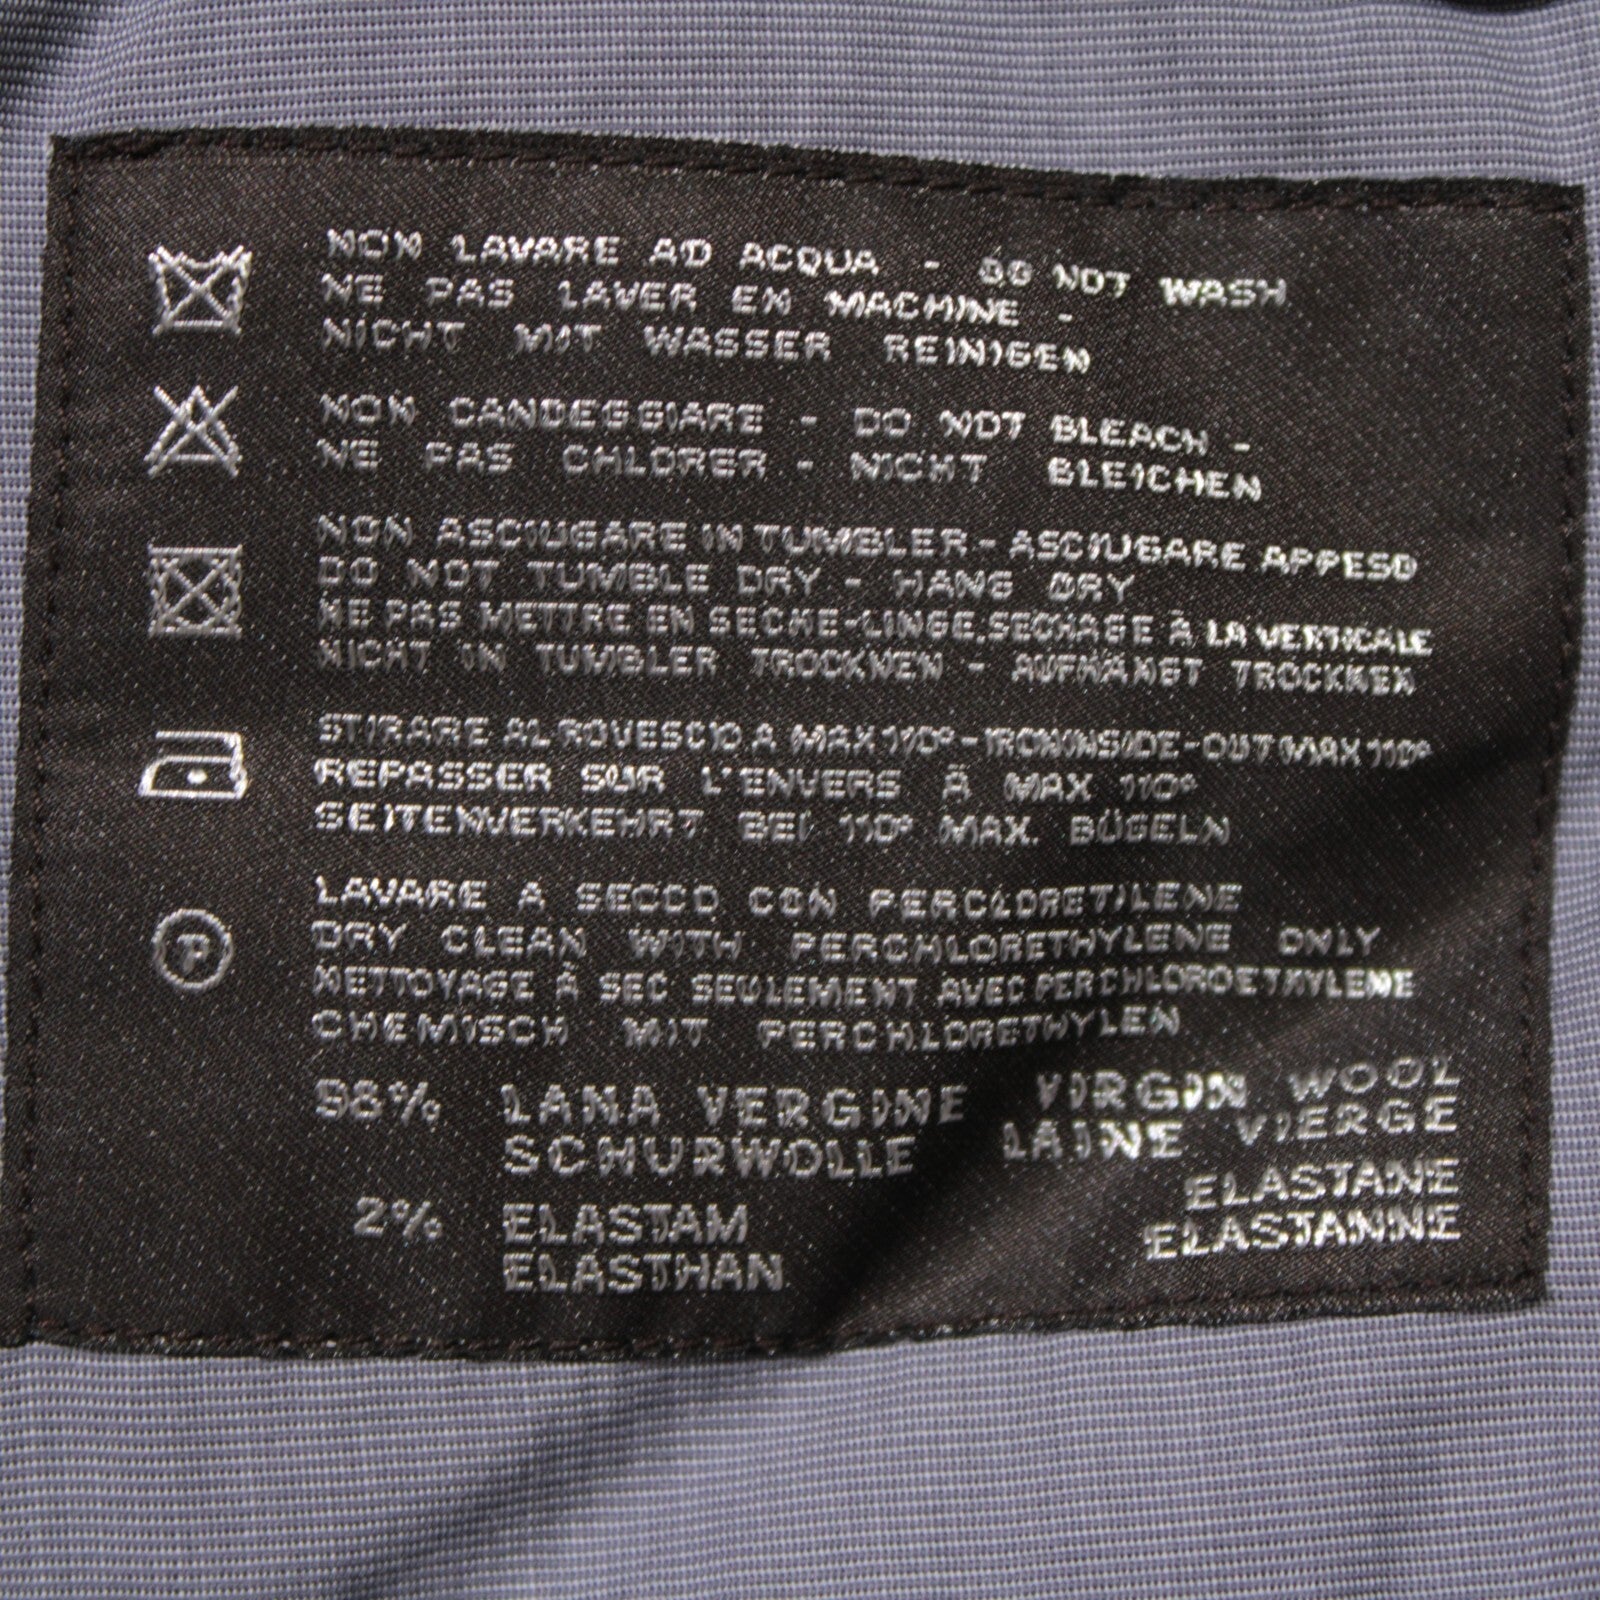 NON LAVARE AD ACQUA - DO NOT WASH
NE PAS LAVER EN MACHINE -
NICHT MIT WASSER REINIGEN
NON CANDEGGIARE - DO NOT BLEACH -
NE PAS CHLORER - NICHT BLEICHEN
NON ASCIUGARE IN TUMBLER - ASCIUGARE APPESO
DO NOT TUMBLE DRY - HANG DRY
NE PAS METTRE EN SECHE-LINGE, SECHAGE À LA VERTICALE
NICHT IN TUMBLER TROCKNEN - AUFHÄNGT TROCKNEN
STIRARE AL ROVESCIO A MAX 110° - IRON INSIDE-OUT MAX 110°
REPASSER SUR L'ENVERS À MAX 110°
SEITENVERKEHRT BEI 110° MAX. BÜGELN
P
LAVARE A SECCO CON PERCLORETILENE
DRY CLEAN WITH PERCHLORETHYLENE ONLY
NETTOYAGE À SEC SEULEMENT AVEC PERCHLOROETHYLENE
CHEMISCH MIT PERCHLORETHYLEN
98% LANA VERGINE VIRGIN WOOL
SCHURWOLLE LAINE VIERGE
2% ELASTAM ELASTANE
ELASTHAN ELASTANNE